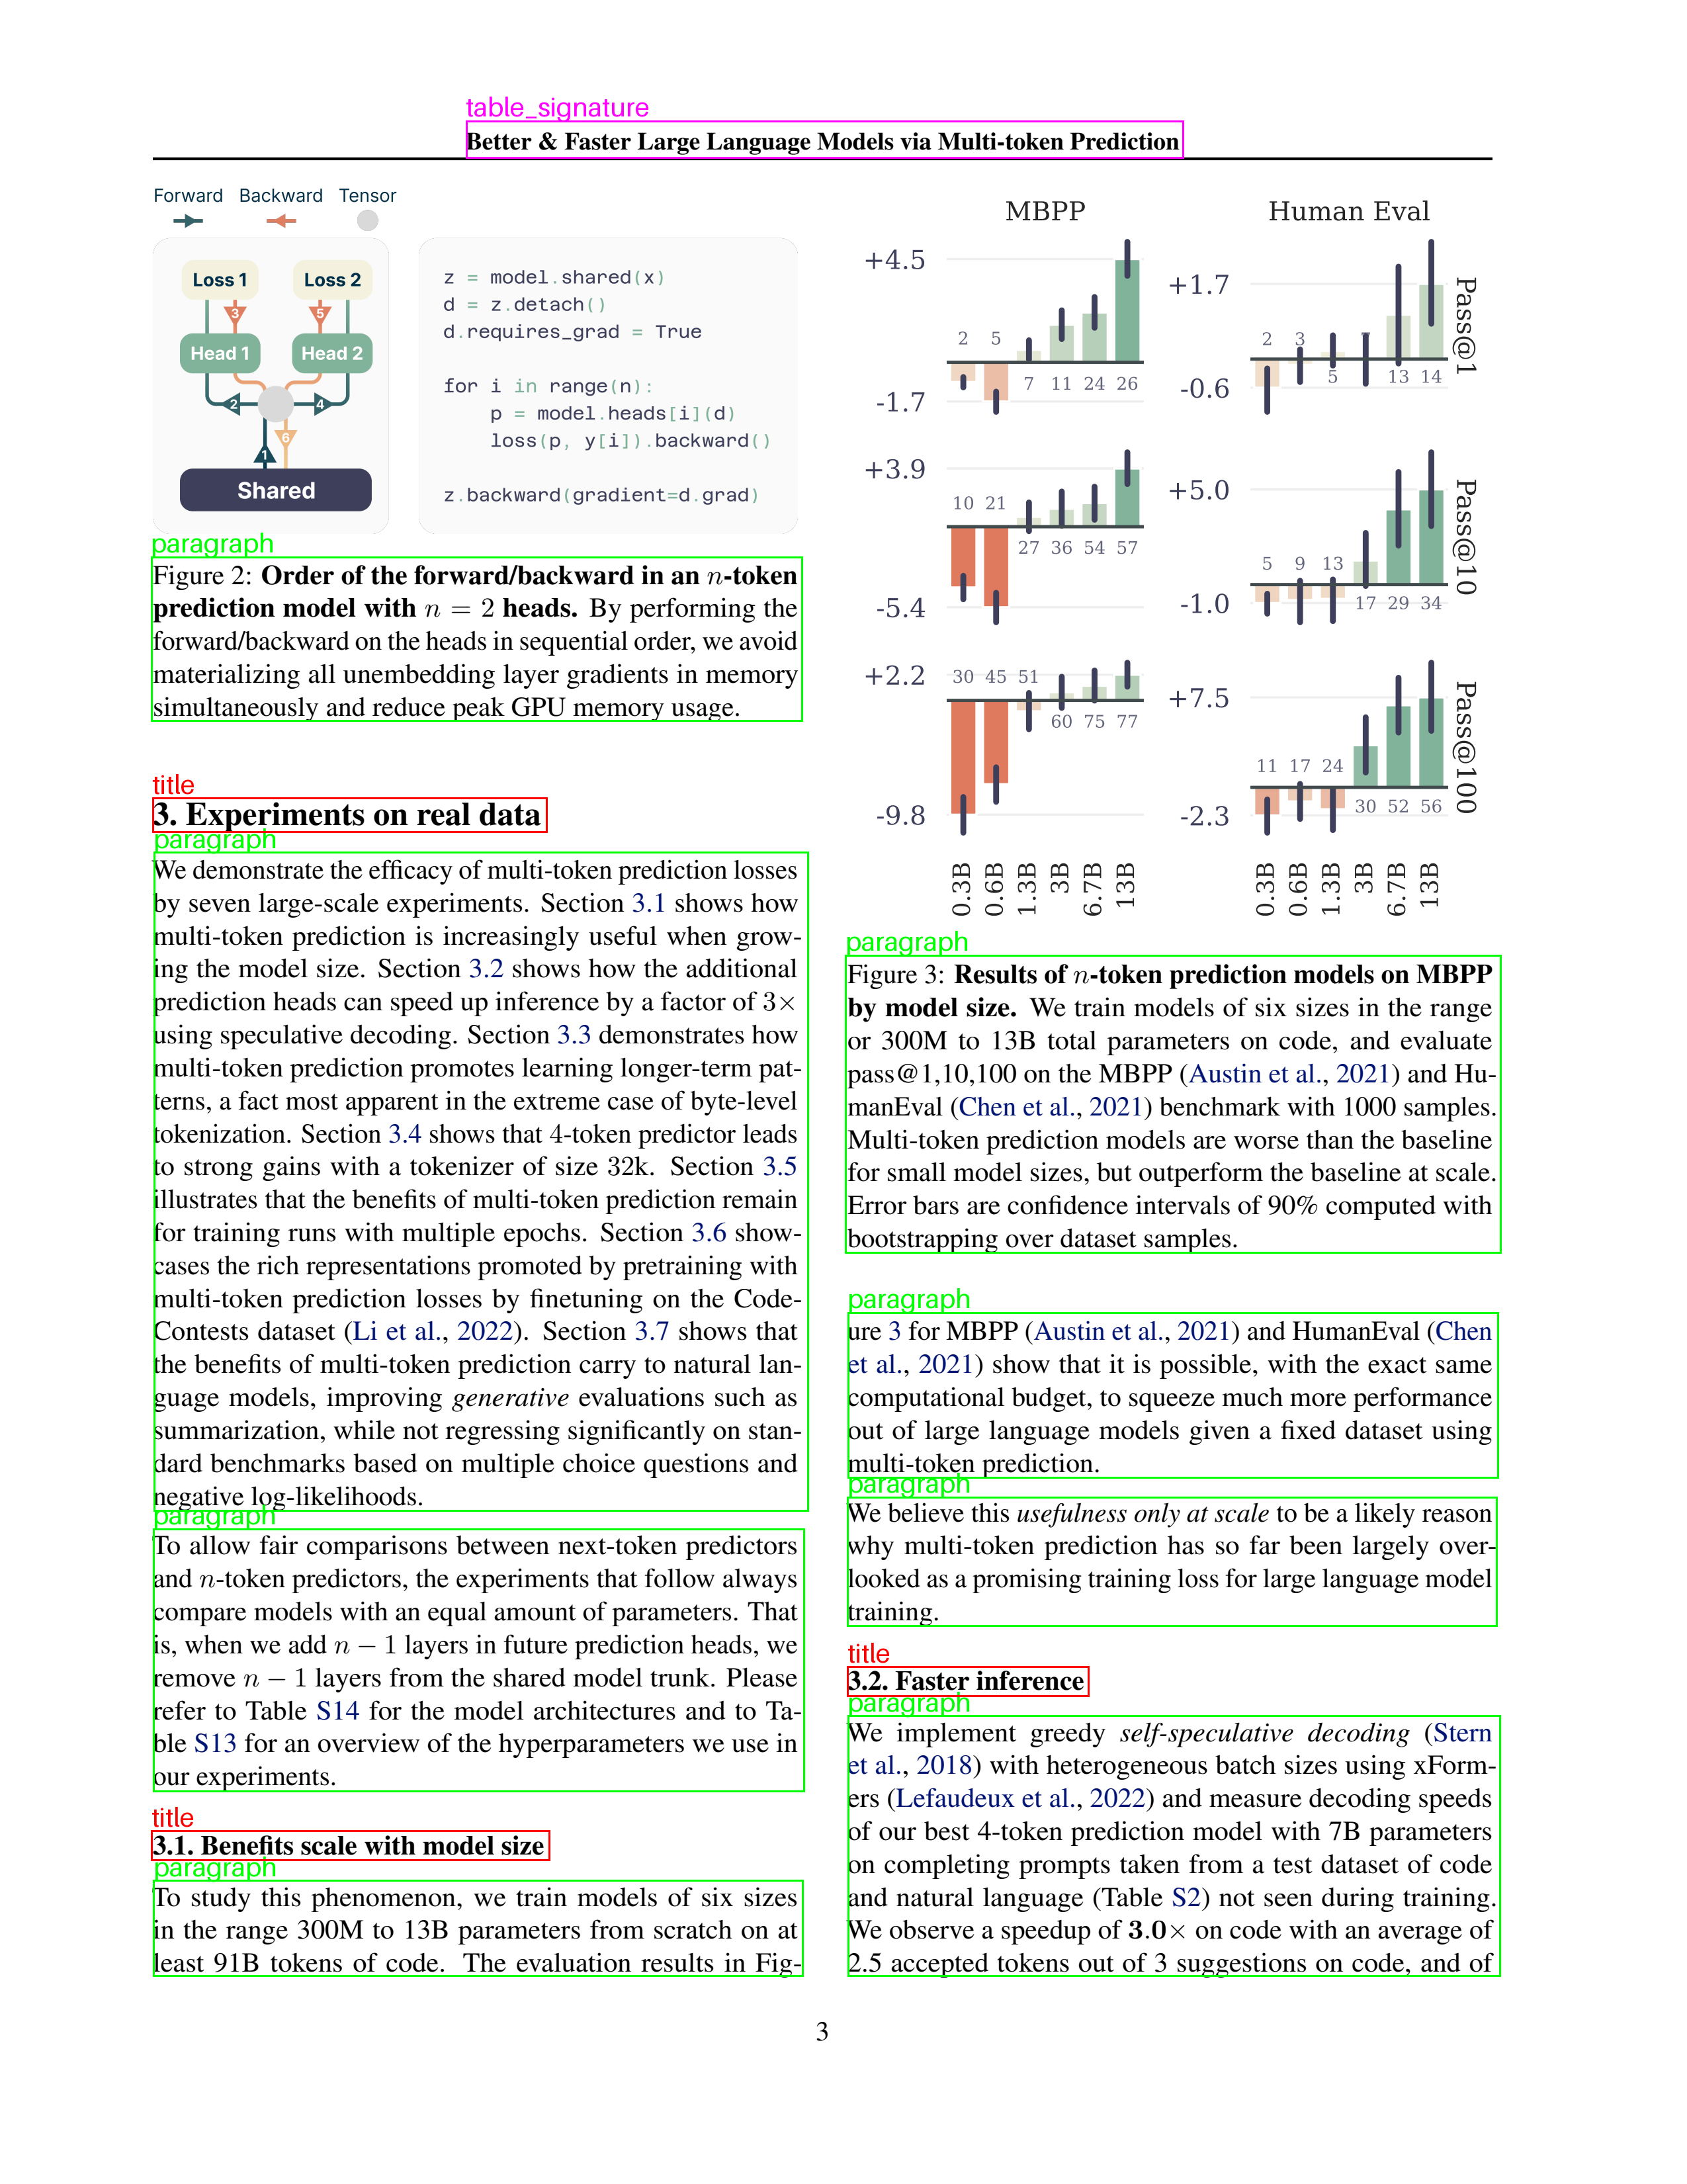 table_signature
Better & Faster Large Language Models via Multi-token Prediction
Forward Backward Tensor
Loss 1 Loss 2
3 5
Head 1 Head 2
2 4
6
1
Shared
z = model.shared(x)
d = z.detach()
d.requires_grad = True
for i in range(n):
p = model.heads[i](d)
loss(p, y[i]).backward()
z.backward(gradient=d.grad)
paragraph
Figure 2: Order of the forward/backward in an n-token
prediction model with n = 2 heads. By performing the
forward/backward on the heads in sequential order, we avoid
materializing all unembedding layer gradients in memory
simultaneously and reduce peak GPU memory usage.
title
3. Experiments on real data
paragraph
We demonstrate the efficacy of multi-token prediction losses
by seven large-scale experiments. Section 3.1 shows how
multi-token prediction is increasingly useful when grow-
ing the model size. Section 3.2 shows how the additional
prediction heads can speed up inference by a factor of 3×
using speculative decoding. Section 3.3 demonstrates how
multi-token prediction promotes learning longer-term pat-
terns, a fact most apparent in the extreme case of byte-level
tokenization. Section 3.4 shows that 4-token predictor leads
to strong gains with a tokenizer of size 32k. Section 3.5
illustrates that the benefits of multi-token prediction remain
for training runs with multiple epochs. Section 3.6 show-
cases the rich representations promoted by pretraining with
multi-token prediction losses by finetuning on the Code-
Contests dataset (Li et al., 2022). Section 3.7 shows that
the benefits of multi-token prediction carry to natural lan-
guage models, improving generative evaluations such as
summarization, while not regressing significantly on stan-
dard benchmarks based on multiple choice questions and
negative log-likelihoods.
paragraph
To allow fair comparisons between next-token predictors
and n-token predictors, the experiments that follow always
compare models with an equal amount of parameters. That
is, when we add n − 1 layers in future prediction heads, we
remove n − 1 layers from the shared model trunk. Please
refer to Table S14 for the model architectures and to Ta-
ble S13 for an overview of the hyperparameters we use in
our experiments.
title
3.1. Benefits scale with model size
paragraph
To study this phenomenon, we train models of six sizes
in the range 300M to 13B parameters from scratch on at
least 91B tokens of code. The evaluation results in Fig-
MBPP Human Eval
+4.5 +1.7 Pass@1
2 5 2 3 7
7 11 24 26 5 13 14
-1.7 -0.6
+3.9 +5.0 Pass@10
10 21 5 9 13
27 36 54 57 17 29 34
-5.4 -1.0
+2.2 30 45 51 +7.5 Pass@100
60 75 77 11 17 24
30 52 56
-9.8 -2.3
0.3B 0.6B 1.3B 3B 6.7B 13B 0.3B 0.6B 1.3B 3B 6.7B 13B
paragraph
Figure 3: Results of n-token prediction models on MBPP
by model size. We train models of six sizes in the range
or 300M to 13B total parameters on code, and evaluate
pass@1,10,100 on the MBPP (Austin et al., 2021) and Hu-
manEval (Chen et al., 2021) benchmark with 1000 samples.
Multi-token prediction models are worse than the baseline
for small model sizes, but outperform the baseline at scale.
Error bars are confidence intervals of 90% computed with
bootstrapping over dataset samples.
paragraph
ure 3 for MBPP (Austin et al., 2021) and HumanEval (Chen
et al., 2021) show that it is possible, with the exact same
computational budget, to squeeze much more performance
out of large language models given a fixed dataset using
multi-token prediction.
paragraph
We believe this usefulness only at scale to be a likely reason
why multi-token prediction has so far been largely over-
looked as a promising training loss for large language model
training.
title
3.2. Faster inference
paragraph
We implement greedy self-speculative decoding (Stern
et al., 2018) with heterogeneous batch sizes using xForm-
ers (Lefaudeux et al., 2022) and measure decoding speeds
of our best 4-token prediction model with 7B parameters
on completing prompts taken from a test dataset of code
and natural language (Table S2) not seen during training.
We observe a speedup of 3.0× on code with an average of
2.5 accepted tokens out of 3 suggestions on code, and of
3